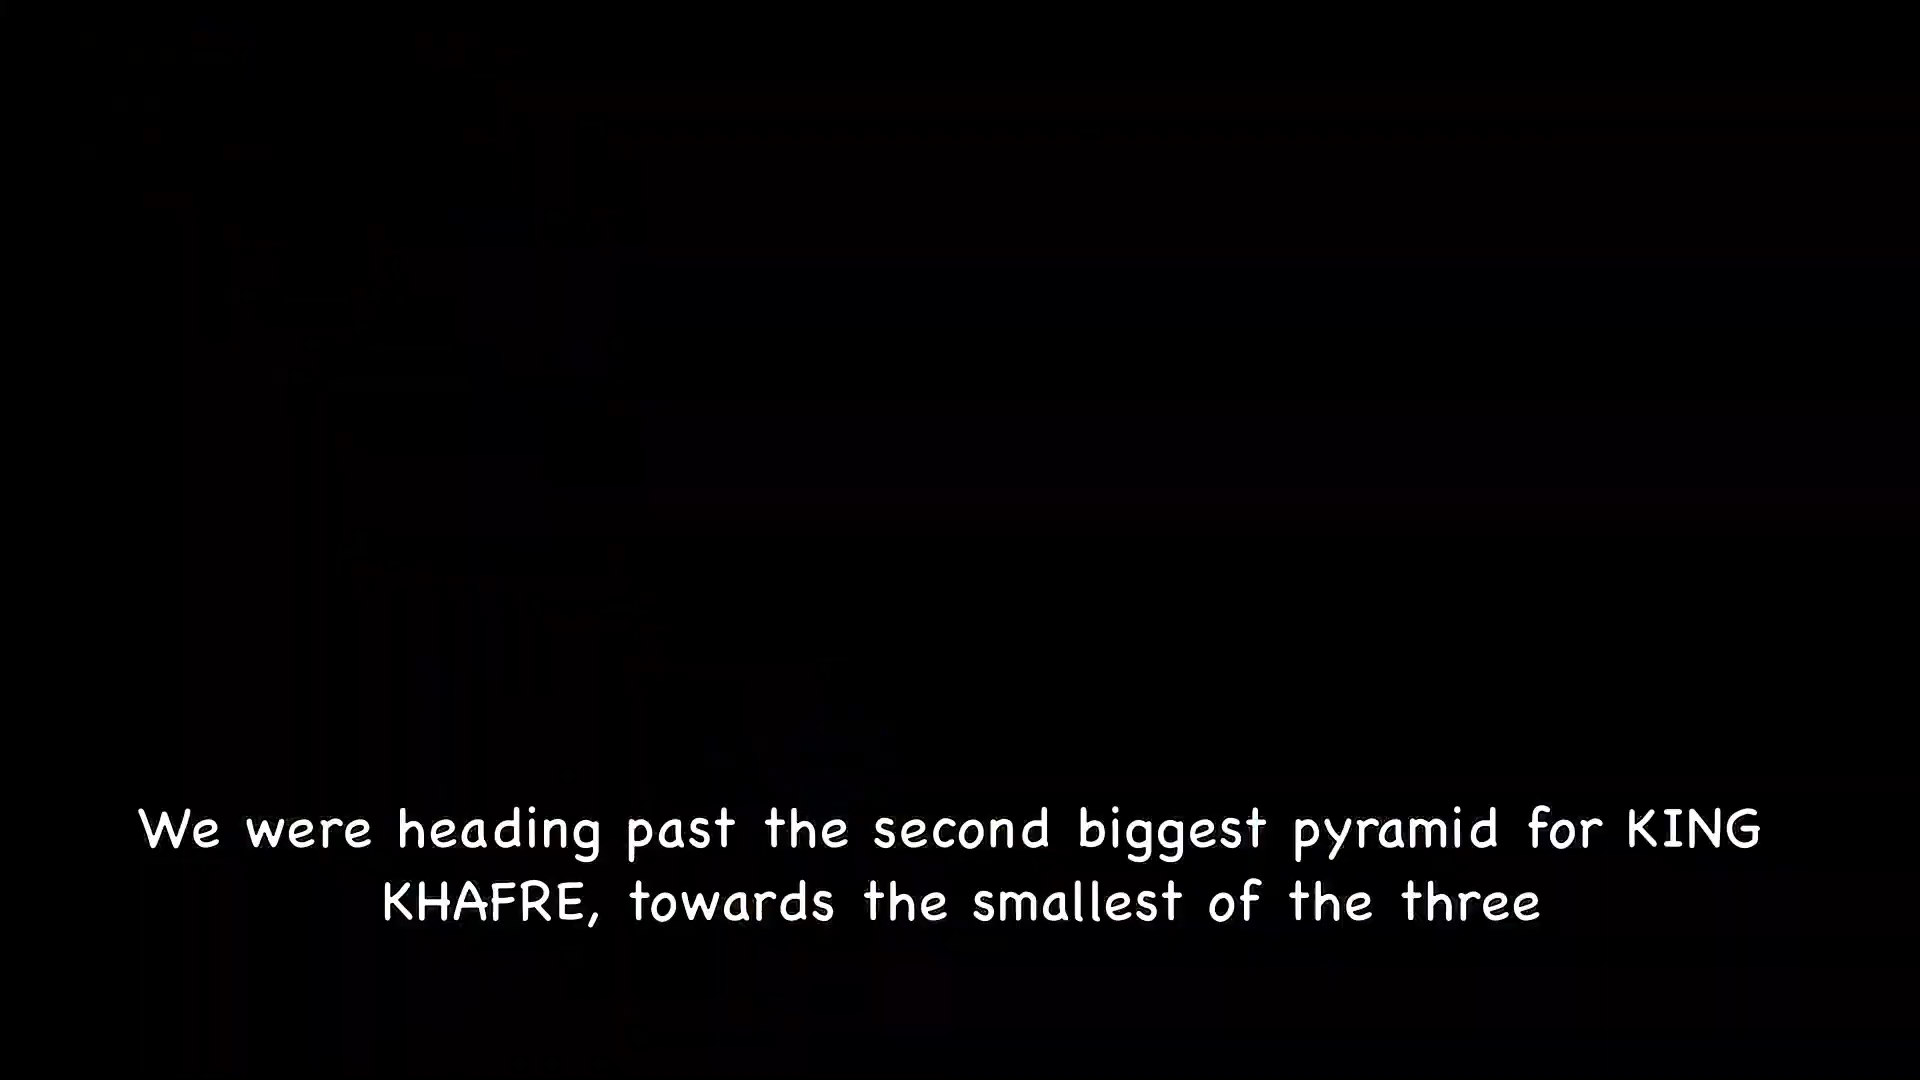 We were heading past the second biggest pyramid for KING
KHAFRE, towards the smallest of the three